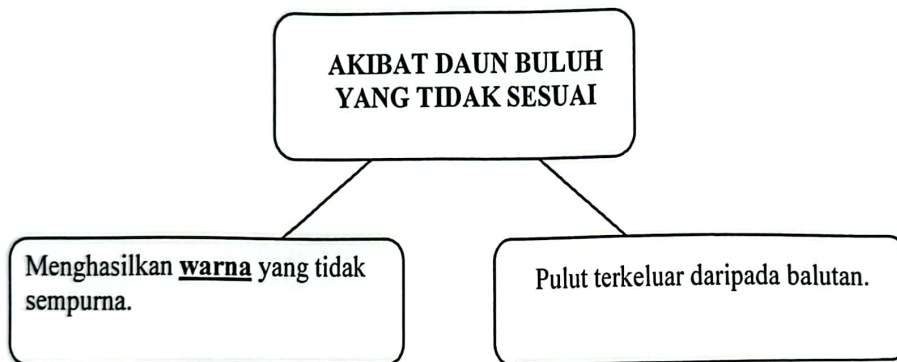 AKIBAT DAUN BULUH
YANG TIDAK SESUAI
Menghasilkan warna yang tidak
sempurna.
Pulut terkeluar daripada balutan.